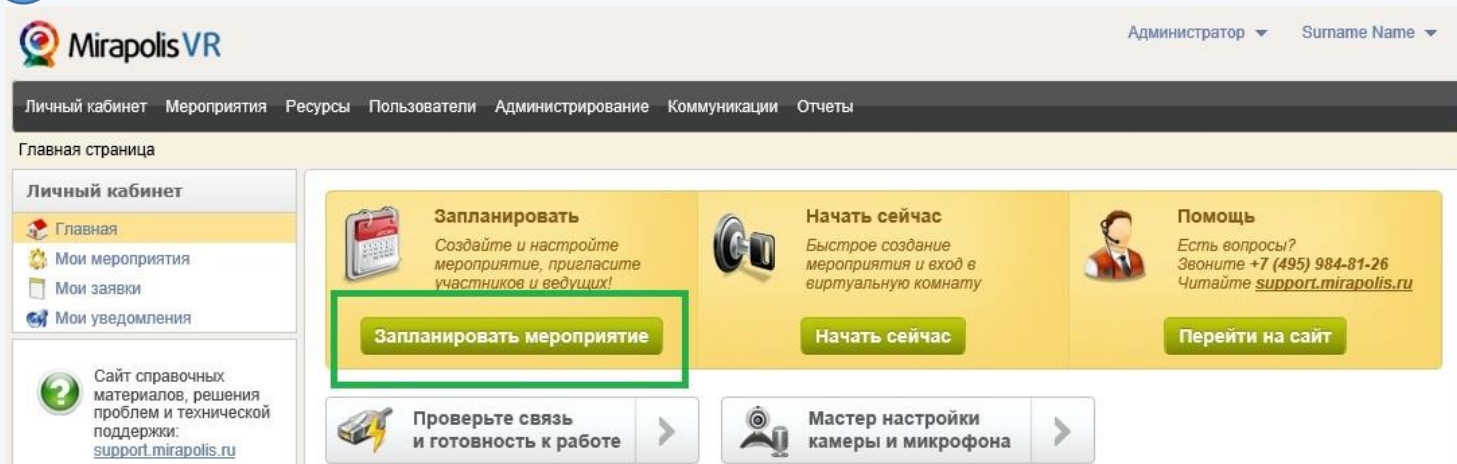 Mirapolis VR
Администратор Surname Name
Личный кабинет Мероприятия Ресурсы Пользователи Администрирование Коммуникации Отчеты
Главная страница
Личный кабинет
Главная
Мои мероприятия
Мои заявки
Мои уведомления
Сайт справочных
материалов, решения
проблем и технической
поддержки:
support.mirapolis.ru
Запланировать
Создайте и настройте
мероприятие, пригласите
участников и ведущих!
Запланировать мероприятие
Начать сейчас
Быстрое создание
мероприятия и вход в
виртуальную комнату
Начать сейчас
Помощь
Есть вопросы?
Звоните +7 (495) 984-81-26
Читайте support.mirapolis.ru
Перейти на сайт
Проверьте связь
и готовность к работе
Мастер настройки
камеры и микрофона